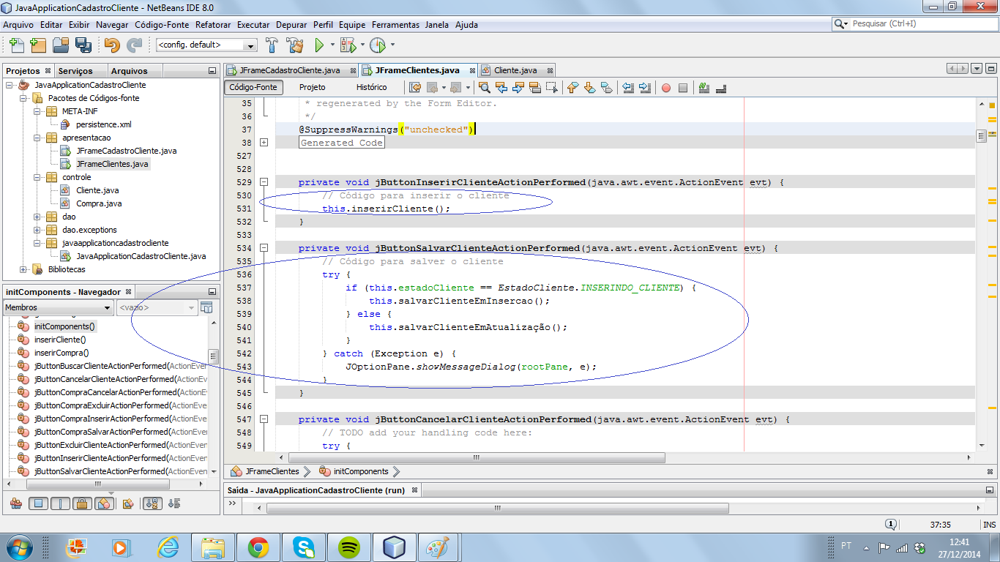 JavaApplicationCadastroCliente - NetBeans IDE 8.0
Arquivo Editar Exibir Navegar Código-Fonte Refatorar Executar Depurar Perfil Equipe Ferramentas Janela Ajuda
Pesquisar (Ctrl+I)
<config. default>
Projetos Serviços Arquivos
JavaApplicationCadastroCliente
Pacotes de Códigos-fonte
META-INF
persistence.xml
apresentacao
JFrameCadastroCliente.java
JFrameClientes.java
controle
Cliente.java
Compra.java
dao
dao.exceptions
javaapplicationcadastrocliente
JavaApplicationCadastroCliente.java
Bibliotecas
initComponents - Navegador
Membros <vazio>
initComponents()
inserirCliente()
inserirCompra()
jButtonBuscarClienteActionPerformed(ActionEven
jButtonCancelarClienteActionPerformed(ActionEv
jButtonCompraCancelarActionPerformed(ActionEv
jButtonCompraExcluirActionPerformed(ActionEve
jButtonCompraInserirActionPerformed(ActionEve
jButtonCompraSalvarActionPerformed(ActionEve
jButtonExcluirClienteActionPerformed(ActionEve
jButtonInserirClienteActionPerformed(ActionEve
jButtonSalvarClienteActionPerformed(ActionEven
JFrameCadastroCliente.java JFrameClientes.java Cliente.java
Código-Fonte Projeto Histórico
35 * regenerated by the Form Editor.
36 */
37 @SuppressWarnings("unchecked")
38 Generated Code
527
528
529 private void jButtonInserirClienteActionPerformed(java.awt.event.ActionEvent evt) {
530 // Código para inserir o cliente
531 this.inserirCliente();
532 }
533
534 private void jButtonSalvarClienteActionPerformed(java.awt.event.ActionEvent evt) {
535 // Código para salver o cliente
536 try {
537 if (this.estadoCliente == EstadoCliente.INSERINDO_CLIENTE) {
538 this.salvarClienteEmInsercao();
539 } else {
540 this.salvarClienteEmAtualização();
541 }
542 } catch (Exception e) {
543 JOptionPane.showMessageDialog(rootPane, e);
544 }
545 }
546
547 private void jButtonCancelarClienteActionPerformed(java.awt.event.ActionEvent evt) {
548 // TODO add your handling code here:
549 try {
JFrameClientes initComponents
Saída - JavaApplicationCadastroCliente (run)
1 37:35 INS
PT 12:41
27/12/2014